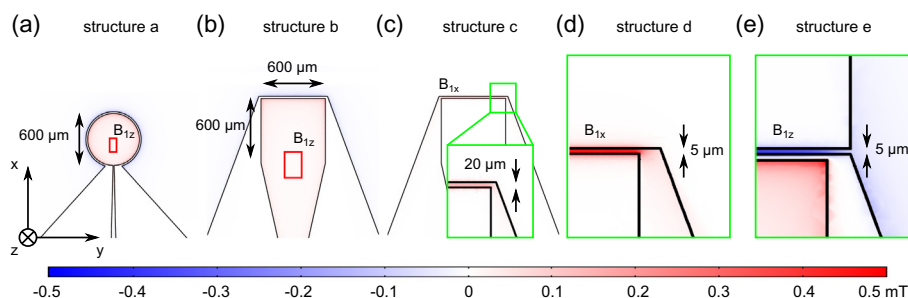 (a) structure a
(b) structure b
(c) structure c
(d) structure d
(e) structure e
600 µm
B1z
x
z
y
600 µm
600 µm
B1z
B1x
20 µm
B1x
5 µm
B1z
5 µm
-0.5 -0.4 -0.3 -0.2 -0.1 0 0.1 0.2 0.3 0.4 0.5 mT